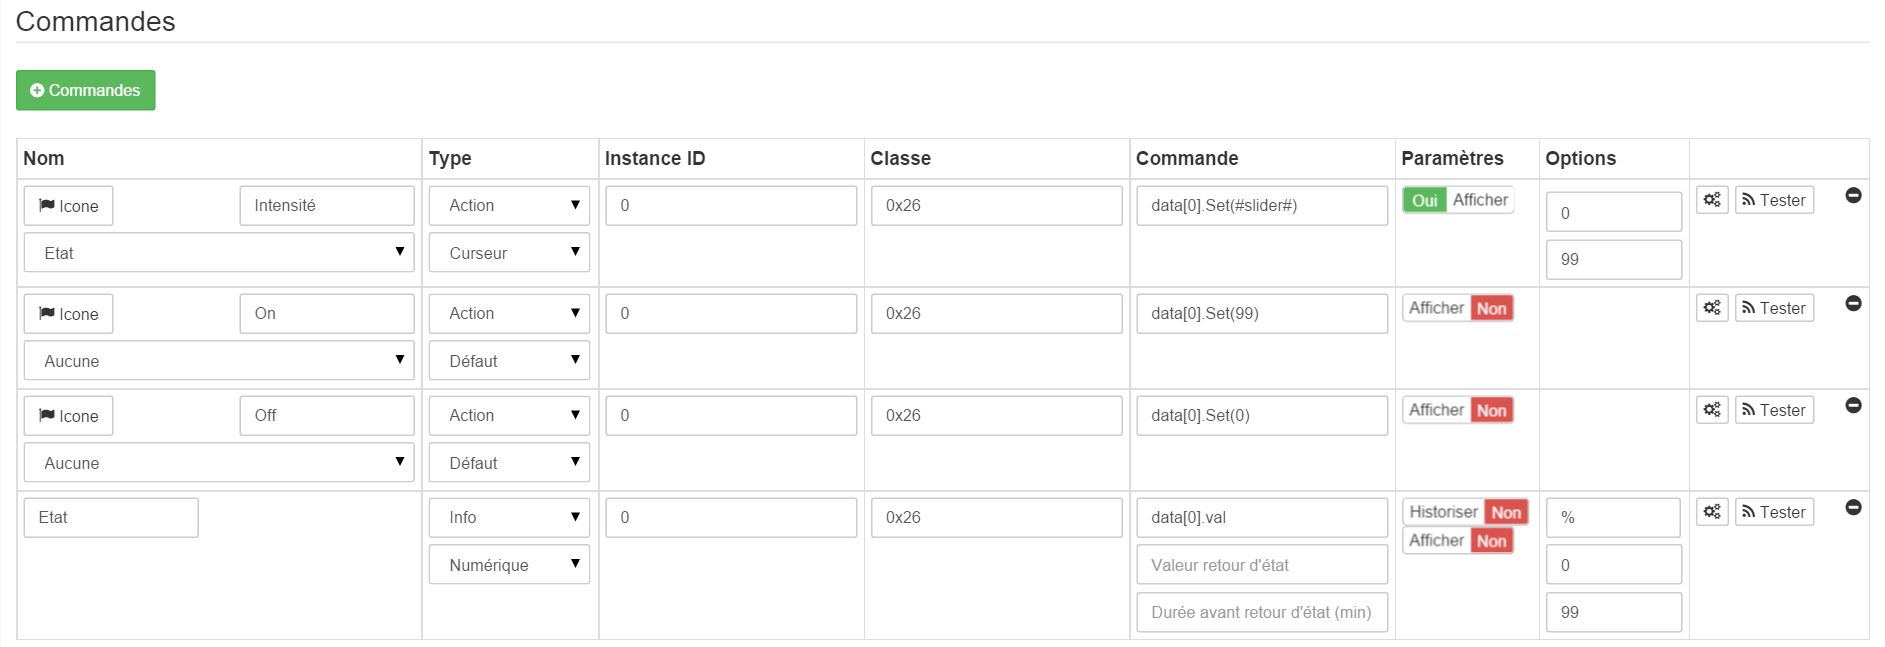 Commandes
Commandes
Nom Type Instance ID Classe Commande Paramètres Options
Icone Intensité Action 0 0x26 data[0].Set(#slider#) Oui Afficher 0 Tester
Etat Curseur 99
Icone On Action 0 0x26 data[0].Set(99) Afficher Non Tester
Aucune Défaut
Icone Off Action 0 0x26 data[0].Set(0) Afficher Non Tester
Aucune Défaut
Etat Info 0 0x26 data[0].val Historiser Non % Tester
Afficher Non
Numérique Valeur retour d'état 0
Durée avant retour d'état (min) 99